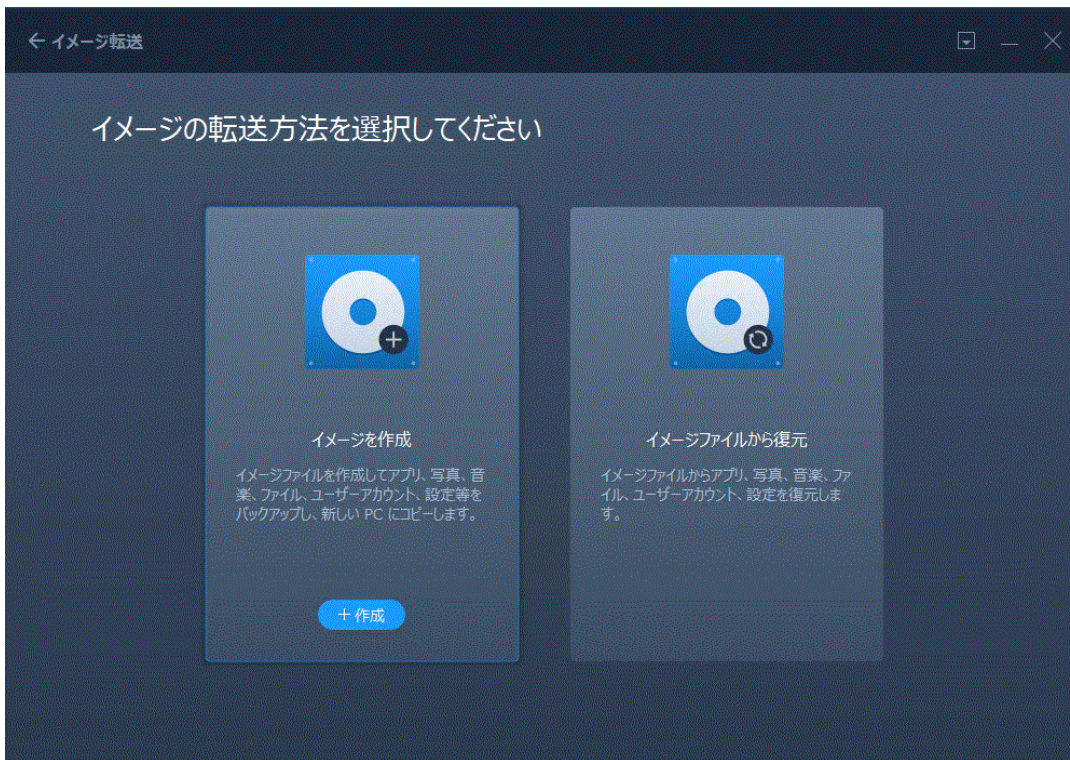 ← イメージ転送
イメージの転送方法を選択してください
イメージを作成
イメージファイルを作成してアプリ、写真、音
楽、ファイル、ユーザーアカウント、設定等を
バックアップし、新しい PC にコピーします。
＋作成
イメージファイルから復元
イメージファイルからアプリ、写真、音楽、ファ
イル、ユーザーアカウント、設定を復元しま
す。